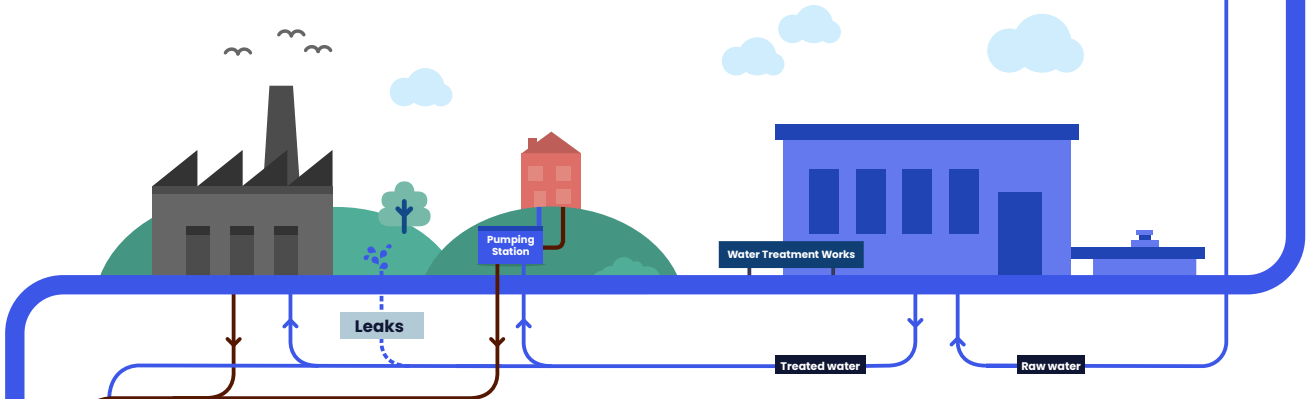 Pumping
Station
Water Treatment Works
Leaks
Treated water
Raw water